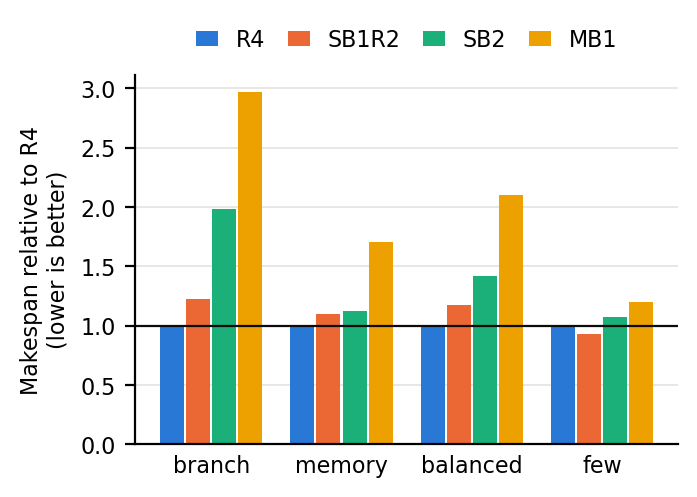 R4 SB1R2 SB2 MB1
Makespan relative to R4
(lower is better)
3.0
2.5
2.0
1.5
1.0
0.5
0.0
branch memory balanced few